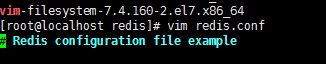 vim-filesystem-7.4.160-2.el7.x86_64
[root@localhost redis]# vim redis.conf
# Redis configuration file example